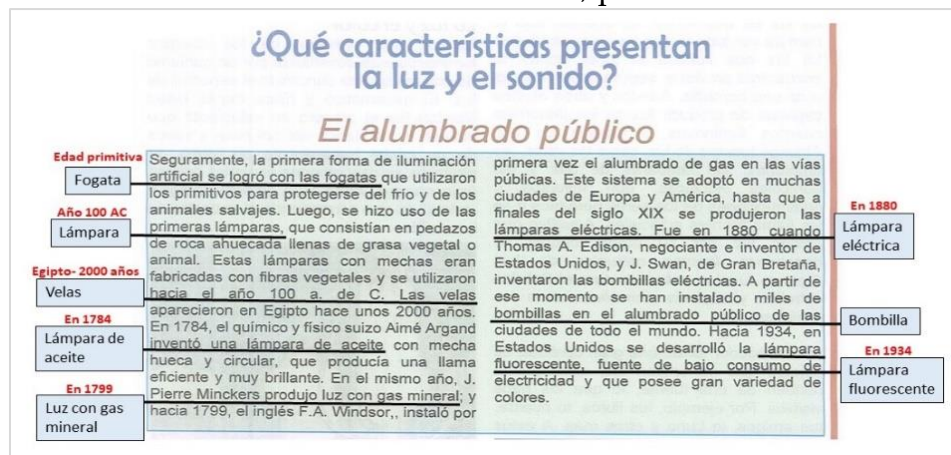 ¿Qué características presentan
la luz y el sonido?
El alumbrado público
Edad primitiva
Fogata
Año 100 AC
Lámpara
Egipto- 2000 años
Velas
En 1784
Lámpara de
aceite
En 1799
Luz con gas
mineral
Seguramente, la primera forma de iluminación
artificial se logró con las fogatas que utilizaron
los primitivos para protegerse del frío y de los
animales salvajes. Luego, se hizo uso de las
primeras lámparas, que consistían en pedazos
de roca ahuecada llenas de grasa vegetal o
animal. Estas lámparas con mechas eran
fabricadas con fibras vegetales y se utilizaron
hacia el año 100 a. de C. Las velas
aparecieron en Egipto hace unos 2000 años.
En 1784, el químico y físico suizo Aimé Argand
inventó una lámpara de aceite con mecha
hueca y circular, que producía una llama
eficiente y muy brillante. En el mismo año, J.
Pierre Minckers produjo luz con gas mineral; y
hacia 1799, el inglés F.A. Windsor,, instaló por
primera vez el alumbrado de gas en las vías
públicas. Este sistema se adoptó en muchas
ciudades de Europa y América, hasta que a
finales del siglo XIX se produjeron las
lámparas eléctricas. Fue en 1880 cuando
Thomas A. Edison, negociante e inventor de
Estados Unidos, y J. Swan, de Gran Bretaña,
inventaron las bombillas eléctricas. A partir de
ese momento se han instalado miles de
bombillas en el alumbrado público de las
ciudades de todo el mundo. Hacia 1934, en
Estados Unidos se desarrolló la lámpara
fluorescente, fuente de bajo consumo de
electricidad y que posee gran variedad de
colores.
En 1880
Lámpara
eléctrica
Bombilla
En 1934
Lámpara
fluorescente